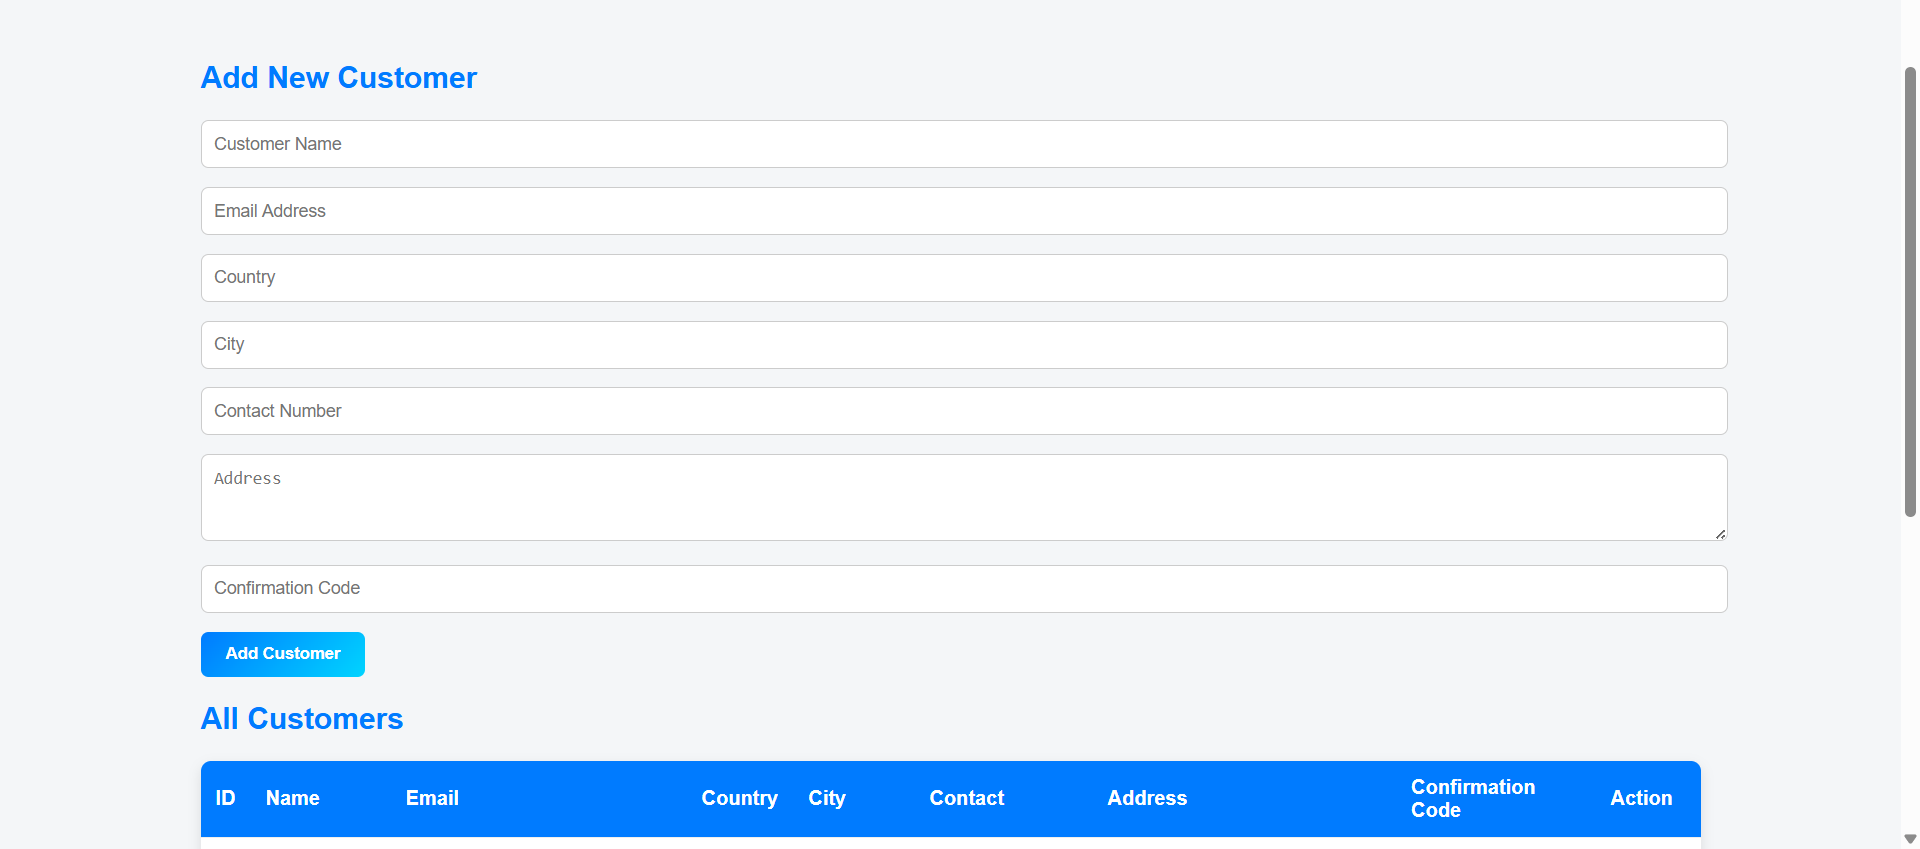 Add New Customer
Customer Name
Email Address
Country
City
Contact Number
Address
Confirmation Code
Add Customer
All Customers
ID Name Email Country City Contact Address Confirmation Code Action